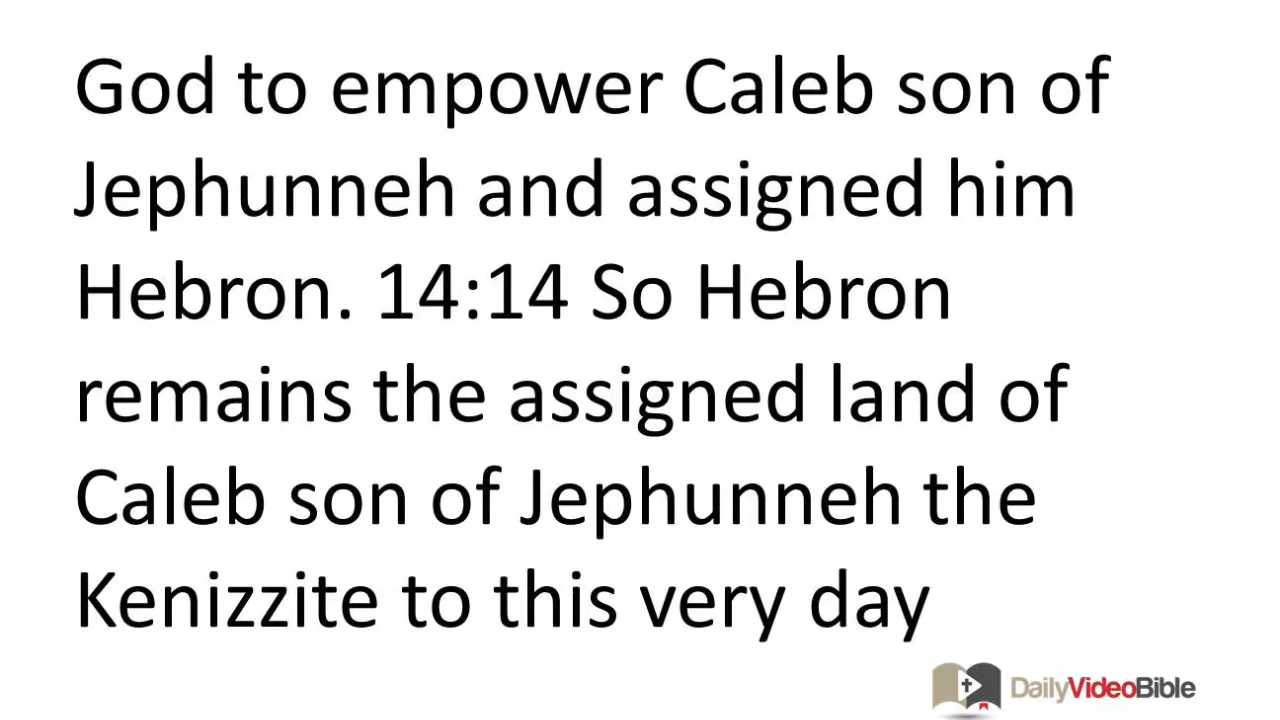 God to empower Caleb son of
Jephunneh and assigned him
Hebron. 14:14 So Hebron
remains the assigned land of
Caleb son of Jephunneh the
Kenizzite to this very day
DailyVideoBible